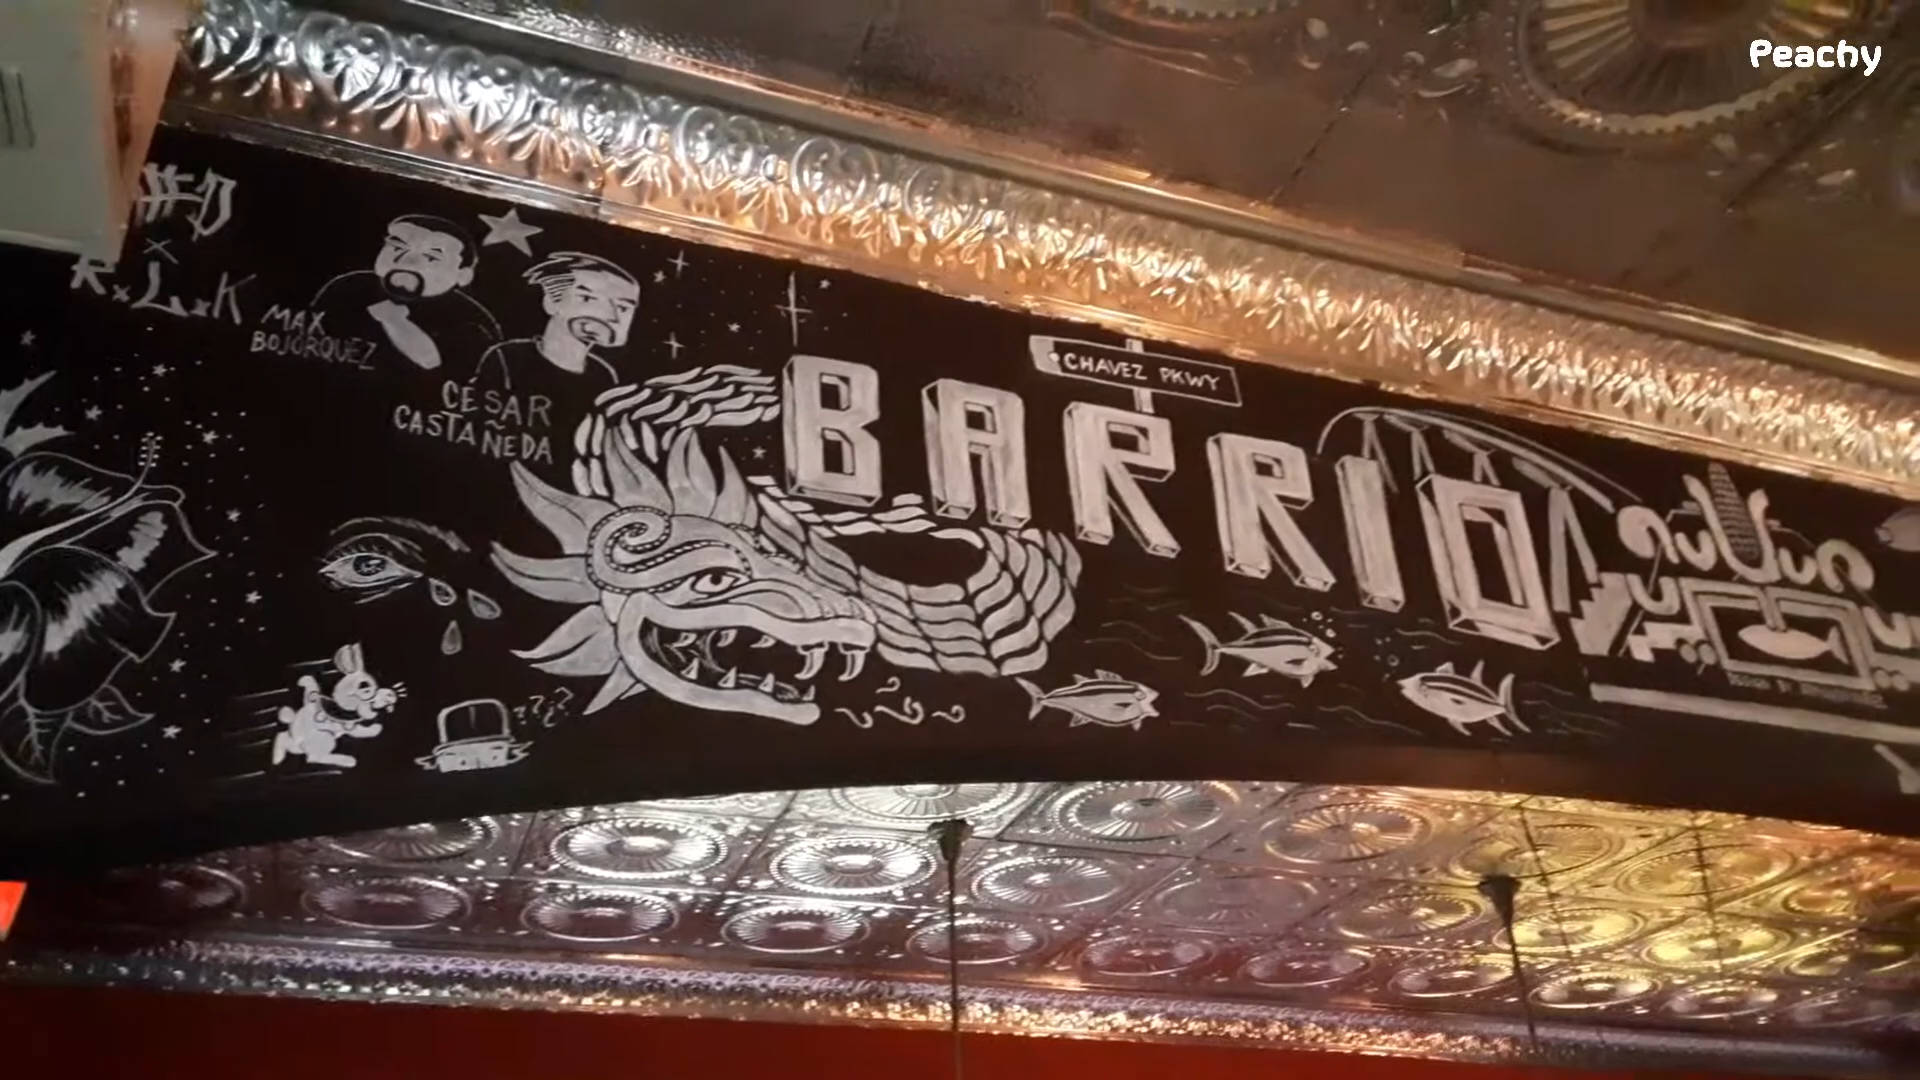 Peachy
#D
x
R.x.L.x.K
MAX
BOJORQUEZ
CÉSAR
CASTAÑEDA
BARRIO
CHAVEZ PKWY
???